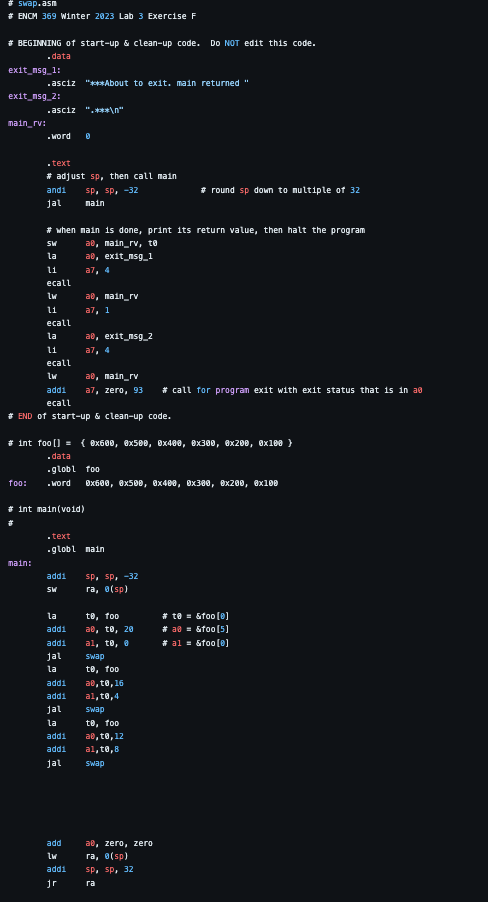 # swap.asm
# ENCM 369 Winter 2023 Lab 3 Exercise F

# BEGINNING of start-up & clean-up code.  Do NOT edit this code.
        .data
exit_msg_1:
        .asciz  "***About to exit. main returned "
exit_msg_2:
        .asciz  ".***\n"
main_rv:
        .word   0

        .text
        # adjust sp, then call main
        andi    sp, sp, -32             # round sp down to multiple of 32
        jal     main

        # when main is done, print its return value, then halt the program
        sw      a0, main_rv, t0
        la      a0, exit_msg_1
        li      a7, 4
        ecall
        lw      a0, main_rv
        li      a7, 1
        ecall
        la      a0, exit_msg_2
        li      a7, 4
        ecall
        lw      a0, main_rv
        addi    a7, zero, 93    # call for program exit with exit status that is in a0
        ecall
# END of start-up & clean-up code.

# int foo[] =  { 0x600, 0x500, 0x400, 0x300, 0x200, 0x100 }
        .data
        .globl  foo
foo:    .word   0x600, 0x500, 0x400, 0x300, 0x200, 0x100

# int main(void)
#
        .text
        .globl  main
main:
        addi    sp, sp, -32
        sw      ra, 0(sp)

        la      t0, foo         # t0 = &foo[0]
        addi    a0, t0, 20      # a0 = &foo[5]
        addi    a1, t0, 0       # a1 = &foo[0]
        jal     swap
        la      t0, foo
        addi    a0,t0,16
        addi    a1,t0,4
        jal     swap
        la      t0, foo
        addi    a0,t0,12
        addi    a1,t0,8
        jal     swap

        add     a0, zero, zero
        lw      ra, 0(sp)
        addi    sp, sp, 32
        jr      ra